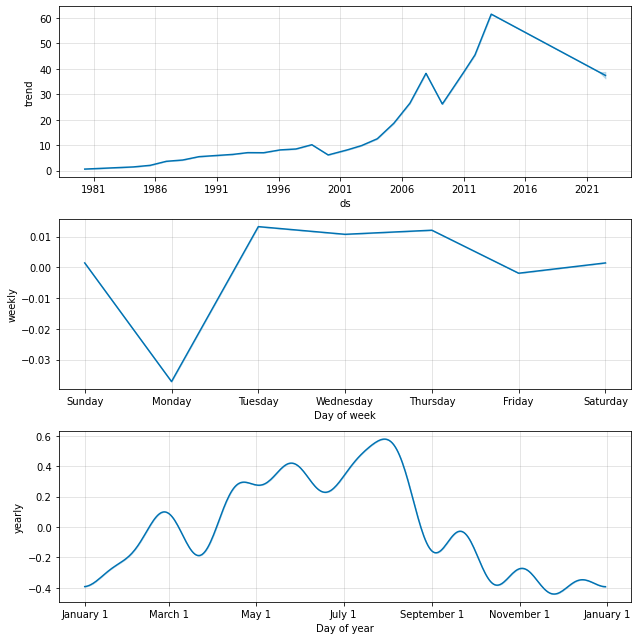 60
50
40
30
20
10
0
trend
1981 1986 1991 1996 2001 2006 2011 2016 2021
ds
0.01
0.00
−0.01
−0.02
−0.03
weekly
Sunday Monday Tuesday Wednesday Thursday Friday Saturday
Day of week
0.6
0.4
0.2
0.0
−0.2
−0.4
yearly
January 1 March 1 May 1 July 1 September 1 November 1 January 1
Day of year